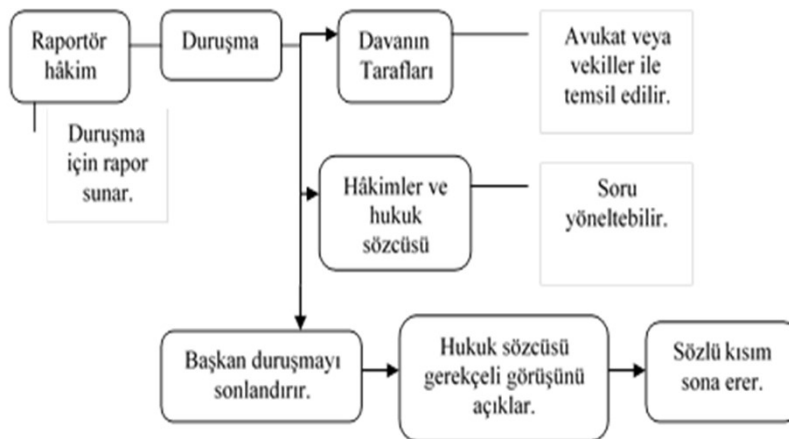 Raportör
hâkim
Duruşma
Davanın
Tarafları
Avukat veya
vekiller ile
temsil edilir.
Duruşma
için rapor
sunar.
Hâkimler ve
hukuk
sözcüsü
Soru
yöneltebilir.
Başkan duruşmayı
sonlandırır.
Hukuk sözcüsü
gerekçeli görüşünü
açıklar.
Sözlü kısım
sona erer.